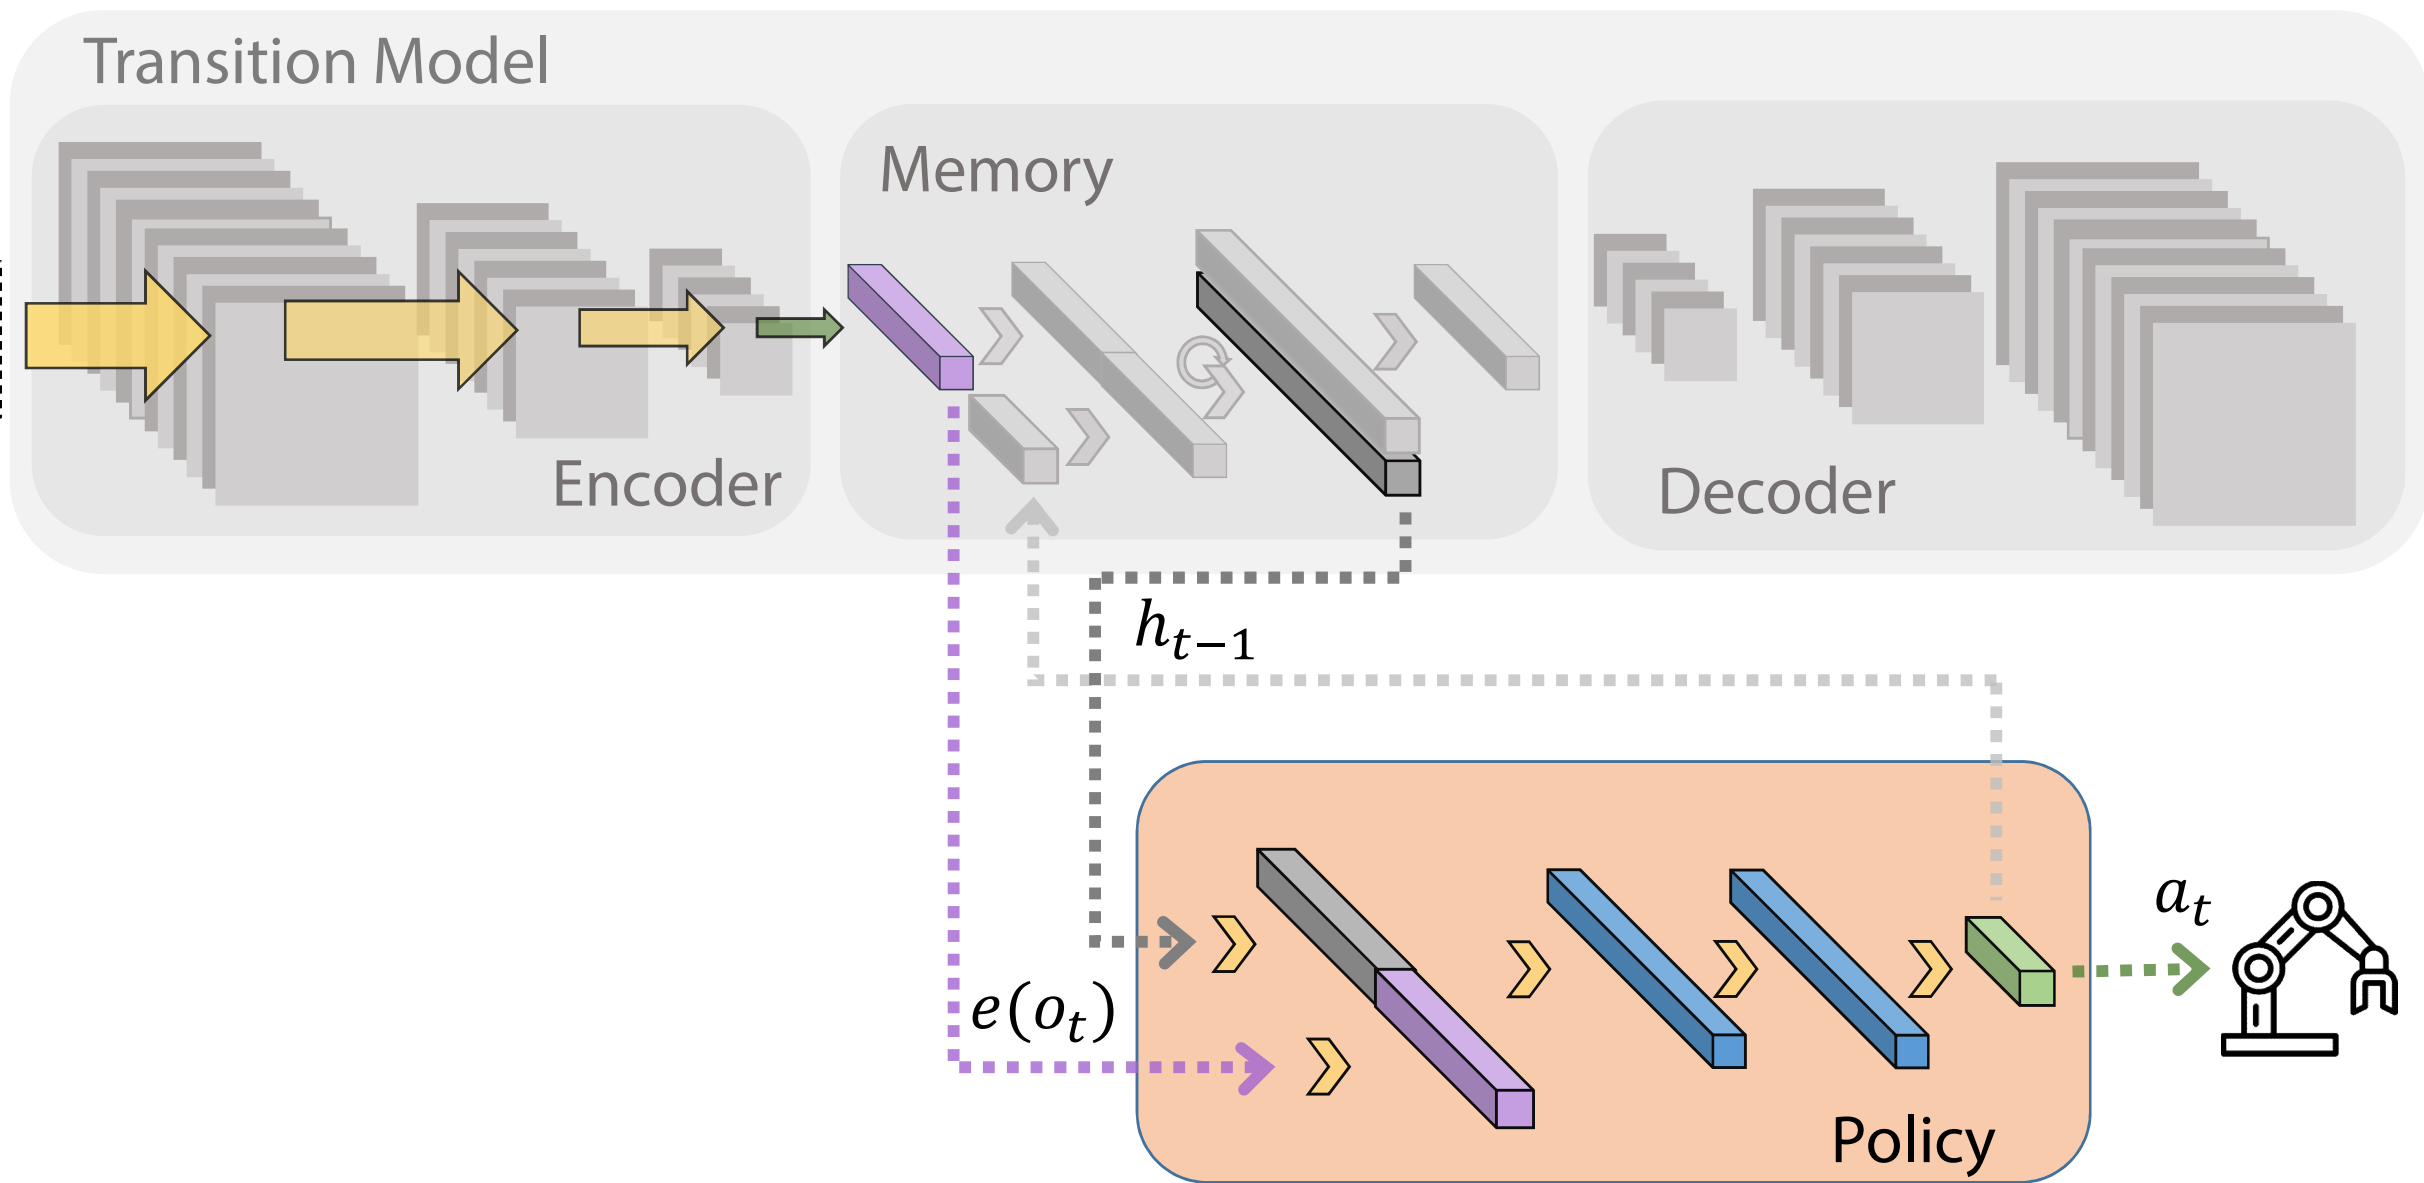 Transition Model
Memory
Encoder
Decoder
h_{t−1}
a_t
e(o_t)
Policy